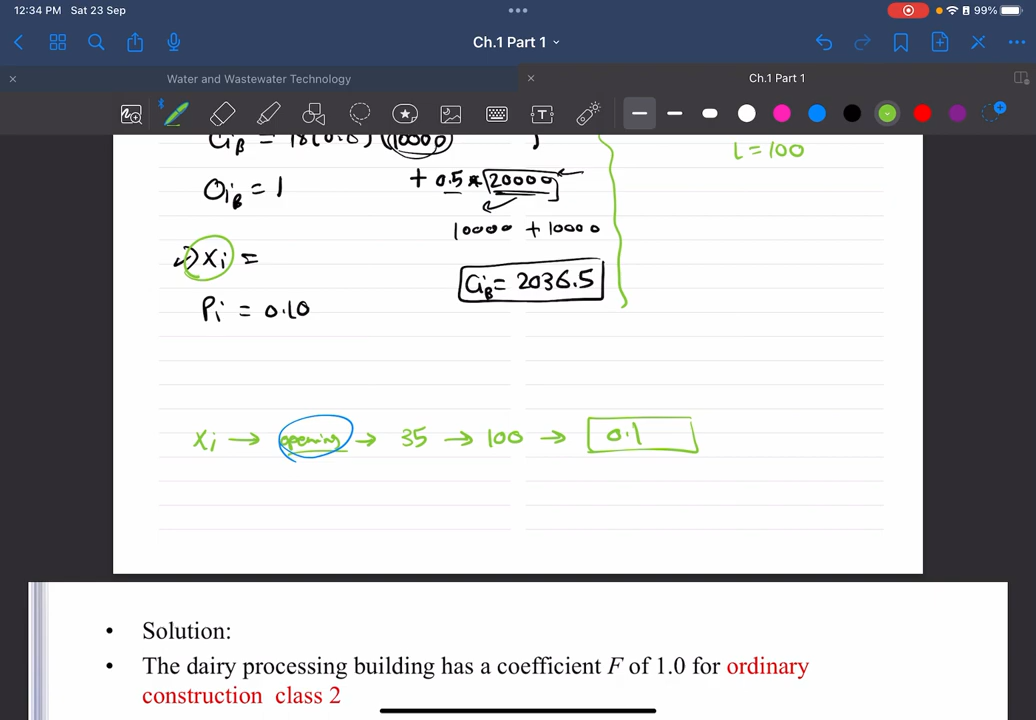 12:34 PM Sat 23 Sep
99%
Ch.1 Part 1
Water and Wastewater Technology
Ch.1 Part 1
L = 100
+ 0.5 * 20000
OiB = 1
10000 + 10000
Xi =
CiB = 2036.5
Pi = 0.10
Xi → opening → 35 → 100 → 0.1
• Solution:
• The dairy processing building has a coefficient F of 1.0 for ordinary
construction class 2